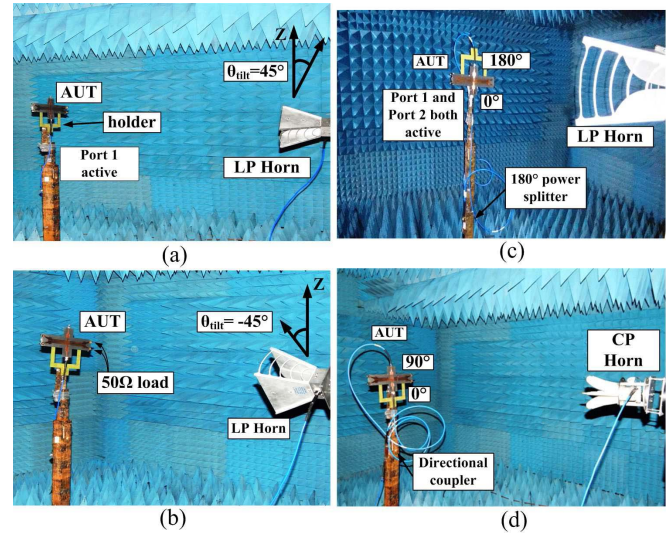 Z
θtilt=45°
AUT
holder
LP Horn
Port 1
active
(a)
AUT
180°
0°
Port 1 and
Port 2 both
active
LP Horn
180° power
splitter
(c)
Z
AUT
θtilt= -45°
50Ω load
LP Horn
(b)
AUT
90°
0°
CP
Horn
Directional
coupler
(d)